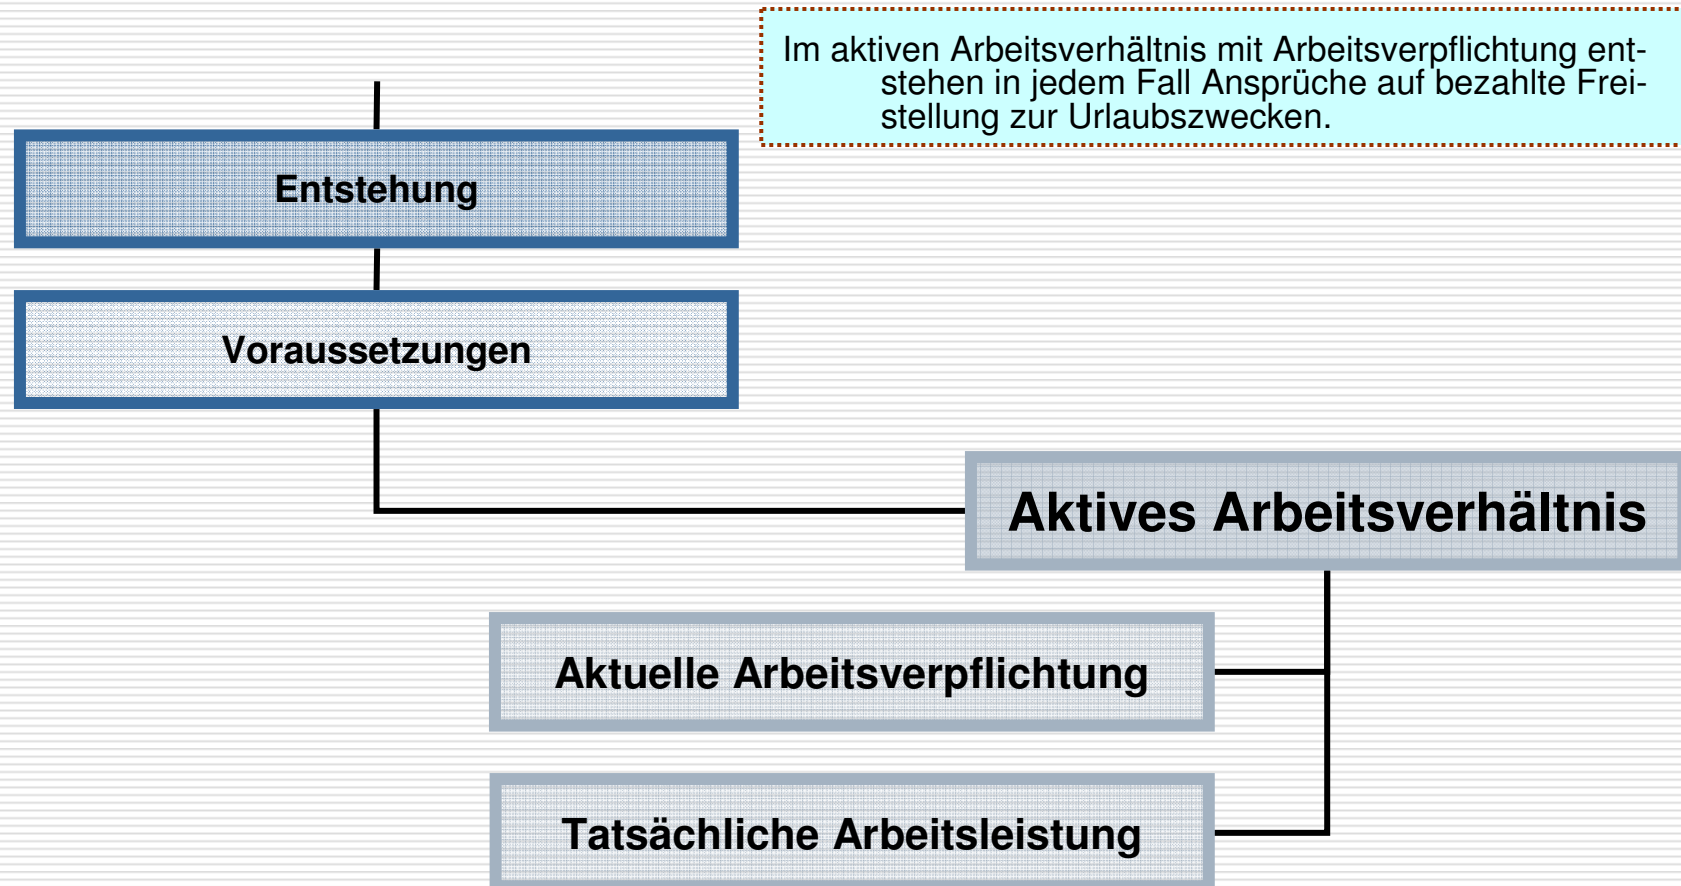 Im aktiven Arbeitsverhältnis mit Arbeitsverpflichtung ent-
stehen in jedem Fall Ansprüche auf bezahlte Frei-
stellung zur Urlaubszwecken.
Entstehung
Voraussetzungen
Aktives Arbeitsverhältnis
Aktuelle Arbeitsverpflichtung
Tatsächliche Arbeitsleistung